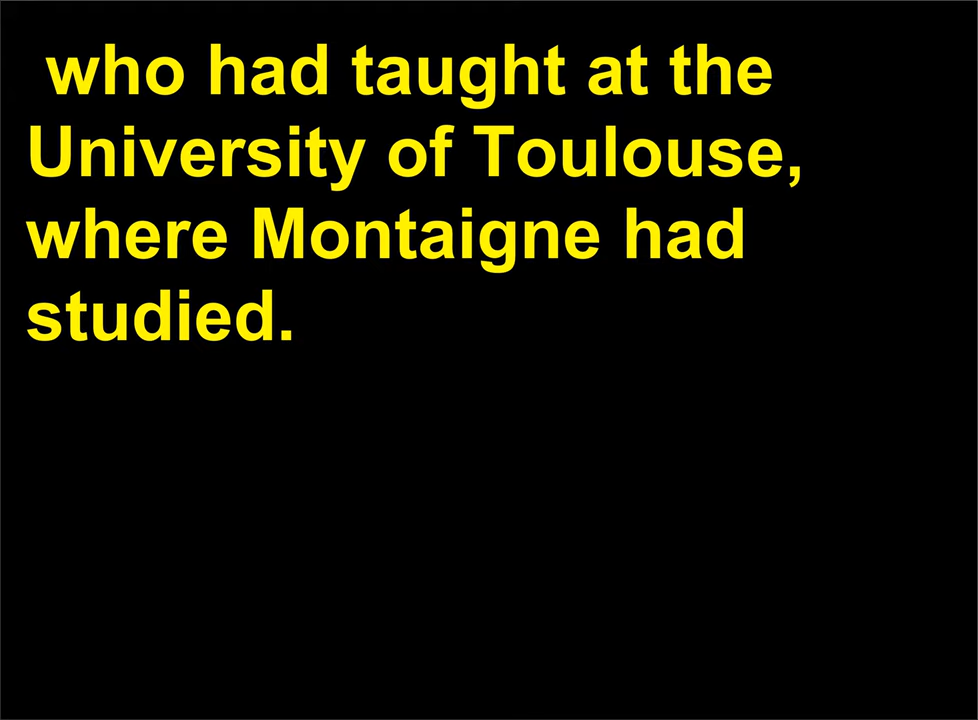 who had taught at the
University of Toulouse,
where Montaigne had
studied.